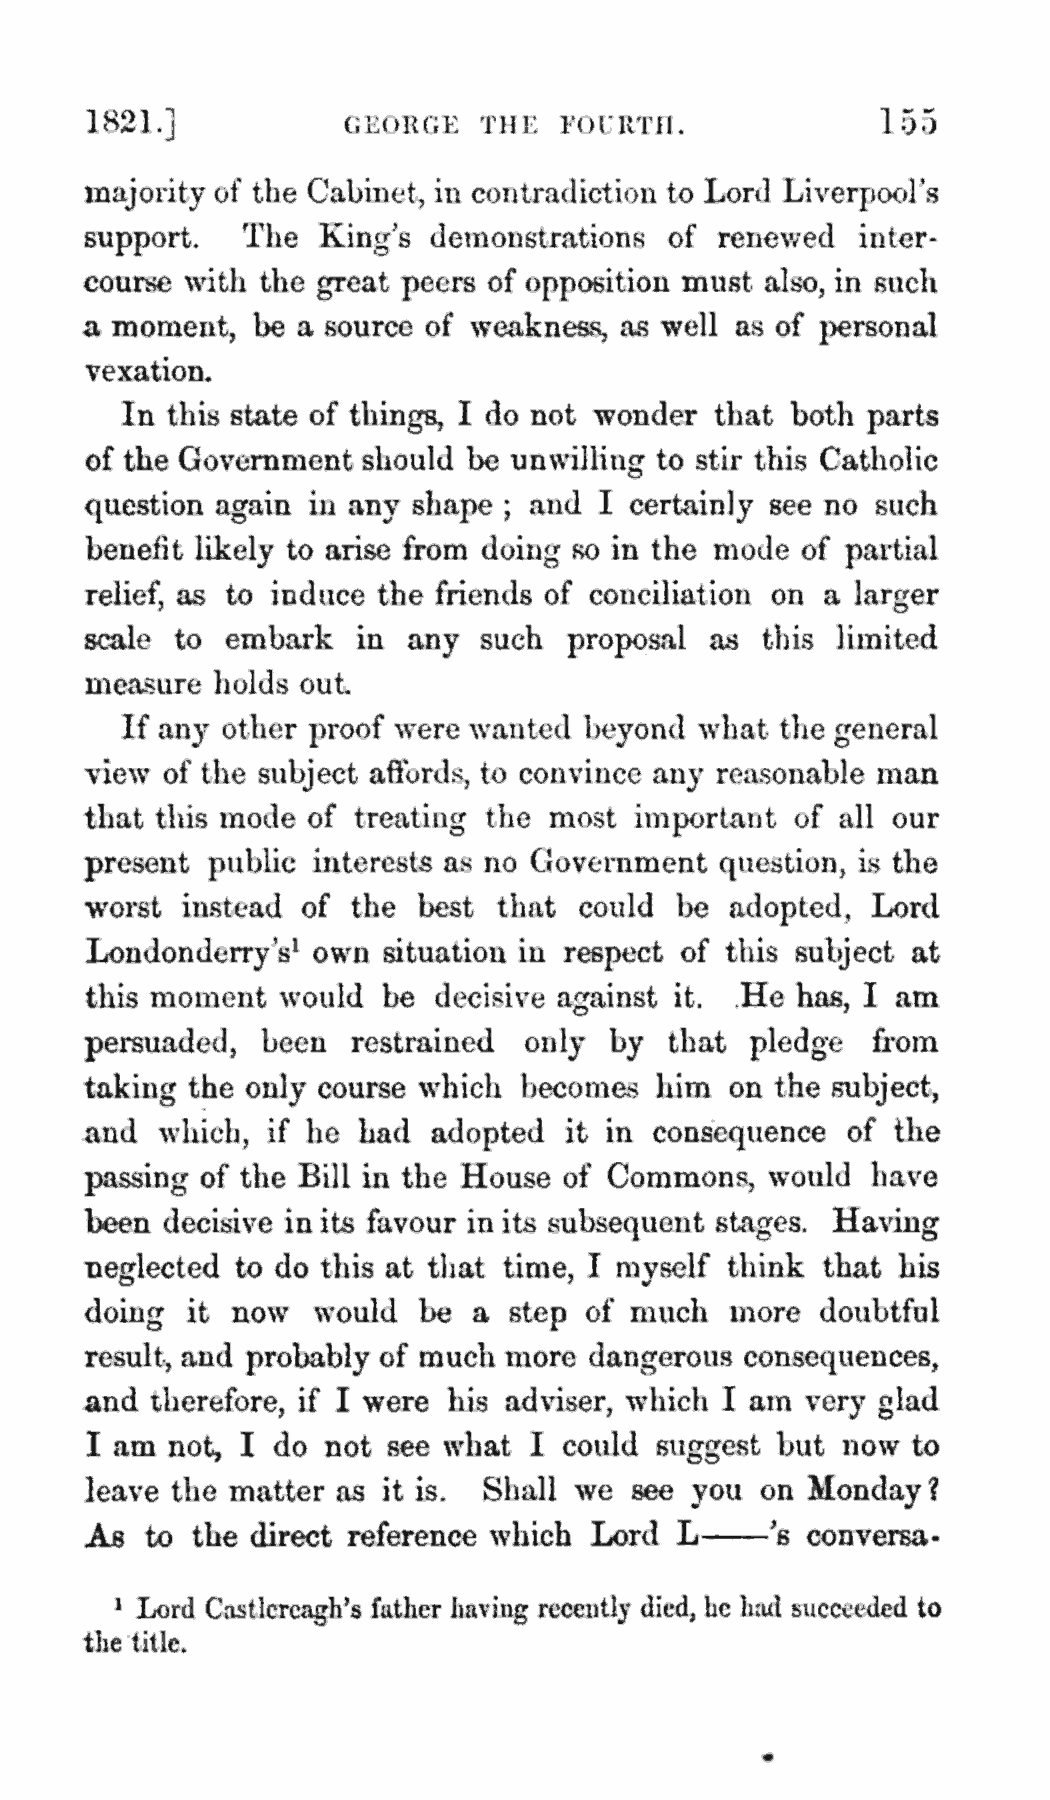 1821.] GEORGE THE FOURTH. 155
majority of the Cabinet, in contradiction to Lord Liverpool's
support. The King's demonstrations of renewed inter-
course with the great peers of opposition must also, in such
a moment, be a source of weakness, as well as of personal
vexation.
In this state of things, I do not wonder that both parts
of the Government should be unwilling to stir this Catholic
question again in any shape ; and I certainly see no such
benefit likely to arise from doing so in the mode of partial
relief, as to induce the friends of conciliation on a larger
scale to embark in any such proposal as this limited
measure holds out.
If any other proof were wanted beyond what the general
view of the subject affords, to convince any reasonable man
that this mode of treating the most important of all our
present public interests as no Government question, is the
worst instead of the best that could be adopted, Lord
Londonderry's¹ own situation in respect of this subject at
this moment would be decisive against it. He has, I am
persuaded, been restrained only by that pledge from
taking the only course which becomes him on the subject,
and which, if he had adopted it in consequence of the
passing of the Bill in the House of Commons, would have
been decisive in its favour in its subsequent stages. Having
neglected to do this at that time, I myself think that his
doing it now would be a step of much more doubtful
result, and probably of much more dangerous consequences,
and therefore, if I were his adviser, which I am very glad
I am not, I do not see what I could suggest but now to
leave the matter as it is. Shall we see you on Monday?
As to the direct reference which Lord L——'s conversa-
¹ Lord Castlereagh's father having recently died, he had succeeded to
the title.